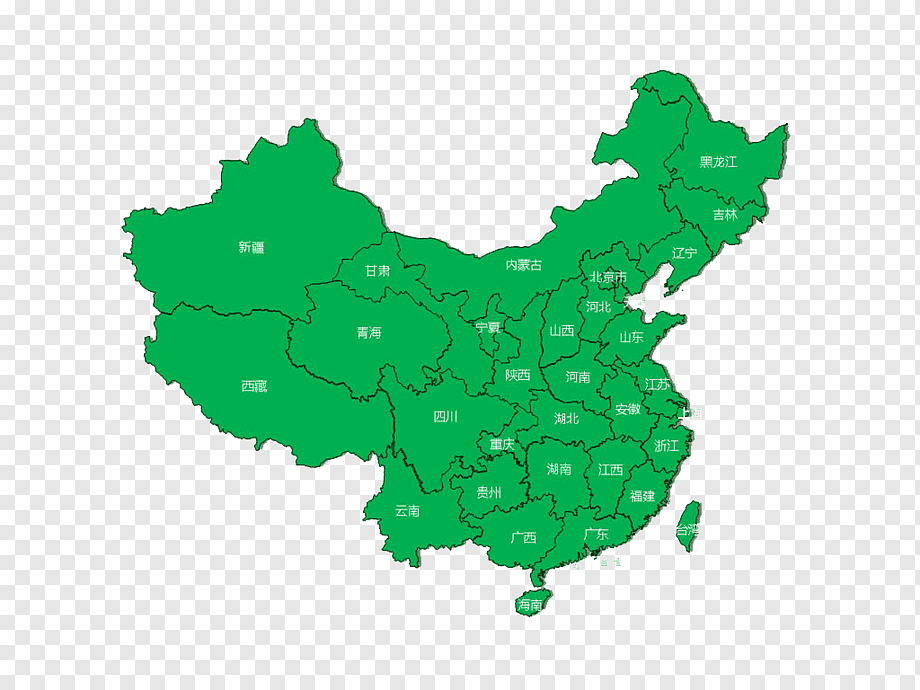 黑龙江
吉林
辽宁
新疆
内蒙古
甘肃
北京市
河北
宁夏
山西
山东
青海
陕西
河南
江苏
西藏
安徽
上海
四川
湖北
重庆
浙江
湖南
江西
贵州
福建
云南
台湾
广东
广西
海南